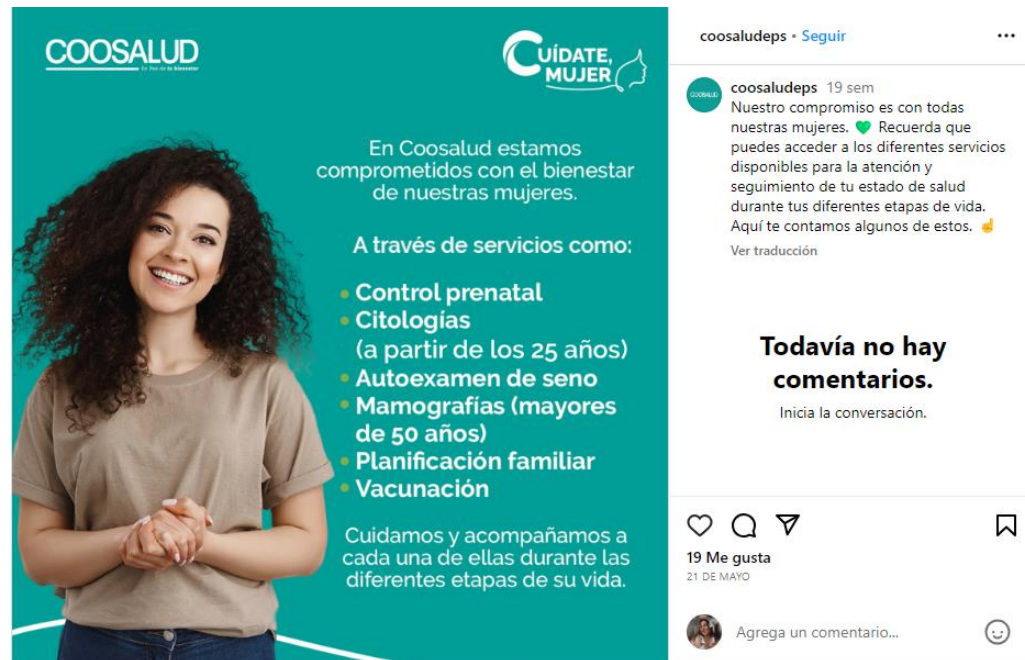 COOSALUD
CUÍDATE,
MUJER
En Coosalud estamos
comprometidos con el bienestar
de nuestras mujeres.
A través de servicios como:
Control prenatal
Citologías
(a partir de los 25 años)
Autoexamen de seno
Mamografías (mayores
de 50 años)
Planificación familiar
Vacunación
Cuidamos y acompañamos a
cada una de ellas durante las
diferentes etapas de su vida.
coosaludeps • Seguir
coosaludeps 19 sem
Nuestro compromiso es con todas
nuestras mujeres. 💚 Recuerda que
puedes acceder a los diferentes servicios
disponibles para la atención y
seguimiento de tu estado de salud
durante tus diferentes etapas de vida.
Aquí te contamos algunos de estos. ☝️
Ver traducción
Todavía no hay
comentarios.
Inicia la conversación.
19 Me gusta
21 DE MAYO
Agrega un comentario...